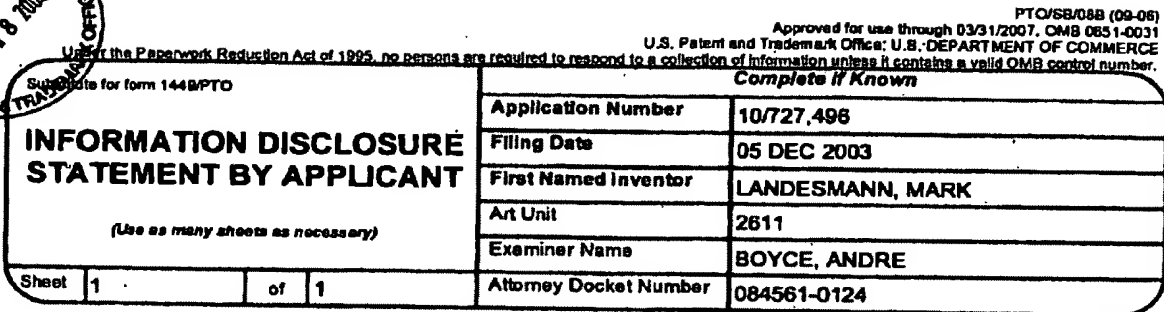 PTO/SB/08B (09-06)
Approved for use through 03/31/2007. OMB 0651-0031
U.S. Patent and Trademark Office; U.S. DEPARTMENT OF COMMERCE
Under the Paperwork Reduction Act of 1995, no persons are required to respond to a collection of information unless it contains a valid OMB control number.
Substitute for form 1449/PTO
Complete if Known
INFORMATION DISCLOSURE
STATEMENT BY APPLICANT
(Use as many sheets as necessary)
Application Number 10/727,496
Filing Date 05 DEC 2003
First Named Inventor LANDESMANN, MARK
Art Unit 2611
Examiner Name BOYCE, ANDRE
Sheet 1 of 1
Attorney Docket Number 084561-0124